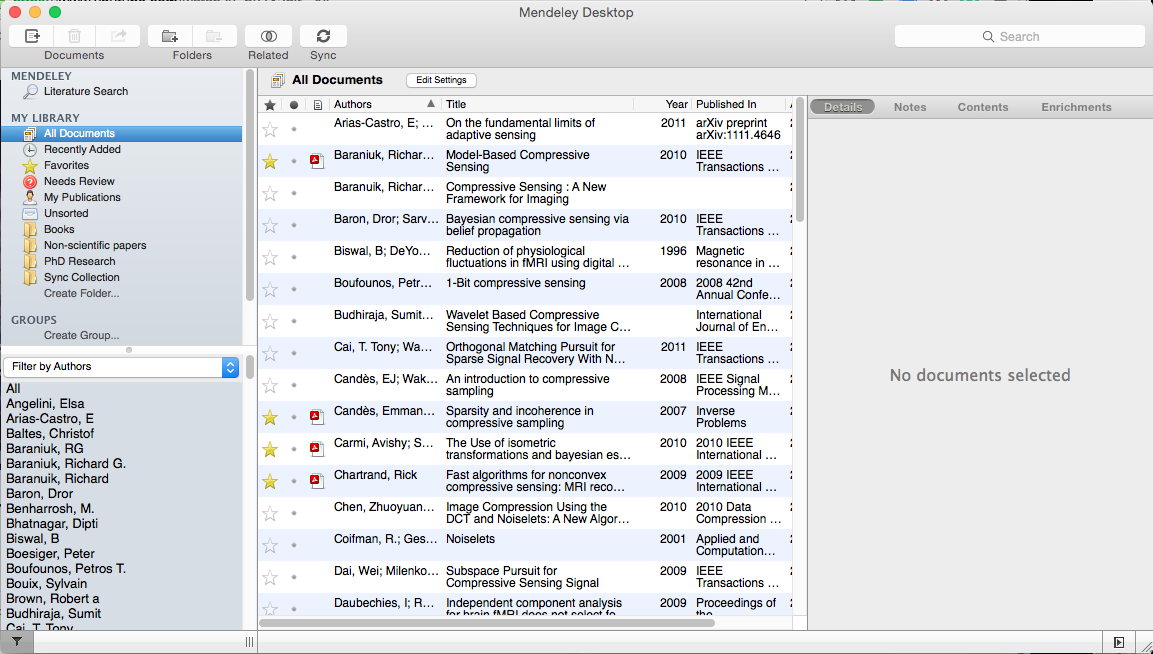 Mendeley Desktop
Documents
Folders
Related
Sync
Search
MENDELEY
Literature Search
MY LIBRARY
All Documents
Recently Added
Favorites
Needs Review
My Publications
Unsorted
Books
Non-scientific papers
PhD Research
Sync Collection
Create Folder...
GROUPS
Create Group...
Filter by Authors
All
Angelini, Elsa
Arias-Castro, E
Baltes, Christof
Baraniuk, RG
Baraniuk, Richard G.
Baranuik, Richard
Baron, Dror
Benharrosh, M.
Bhatnagar, Dipti
Biswal, B
Boesiger, Peter
Boufounos, Petros T.
Bouix, Sylvain
Brown, Robert a
Budhiraja, Sumit
Cai, T. Tony
All Documents
Edit Settings
Authors Title Year Published In
Arias-Castro, E; ... On the fundamental limits of 2011 arXiv preprint
adaptive sensing arXiv:1111.4646
Baraniuk, Richar... Model-Based Compressive 2010 IEEE
Sensing Transactions ...
Baranuik, Richar... Compressive Sensing : A New
Framework for Imaging
Baron, Dror; Sarv... Bayesian compressive sensing via 2010 IEEE
belief propagation Transactions ...
Biswal, B; DeYo... Reduction of physiological 1996 Magnetic
fluctuations in fMRI using digital ... resonance in ...
Boufounos, Petr... 1-Bit compressive sensing 2008 2008 42nd
Annual Confe...
Budhiraja, Sumit... Wavelet Based Compressive International
Sensing Techniques for Image C... Journal of En...
Cai, T. Tony; Wa... Orthogonal Matching Pursuit for 2011 IEEE
Sparse Signal Recovery With N... Transactions ...
Candès, EJ; Wak... An introduction to compressive 2008 IEEE Signal
sampling Processing M...
Candès, Emman... Sparsity and incoherence in 2007 Inverse
compressive sampling Problems
Carmi, Avishy; S... The Use of isometric 2010 2010 IEEE
transformations and bayesian es... International ...
Chartrand, Rick Fast algorithms for nonconvex 2009 2009 IEEE
compressive sensing: MRI reco... International ...
Chen, Zhuoyuan... Image Compression Using the 2010 2010 Data
DCT and Noiselets: A New Algor... Compression ...
Coifman, R.; Ges... Noiselets 2001 Applied and
Computation...
Dai, Wei; Milenko... Subspace Pursuit for 2009 IEEE
Compressive Sensing Signal Transactions ...
Daubechies, I; R... Independent component analysis 2009 Proceedings of
for brain fMRI does not select fo the
Details
Notes
Contents
Enrichments
No documents selected